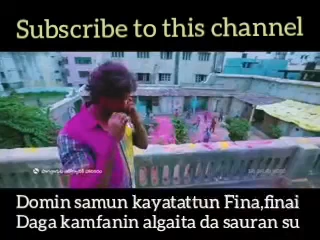 Subscribe to this channel
Domin samun kayatattun Fina,finai
Daga kamfanin algaita da sauran su